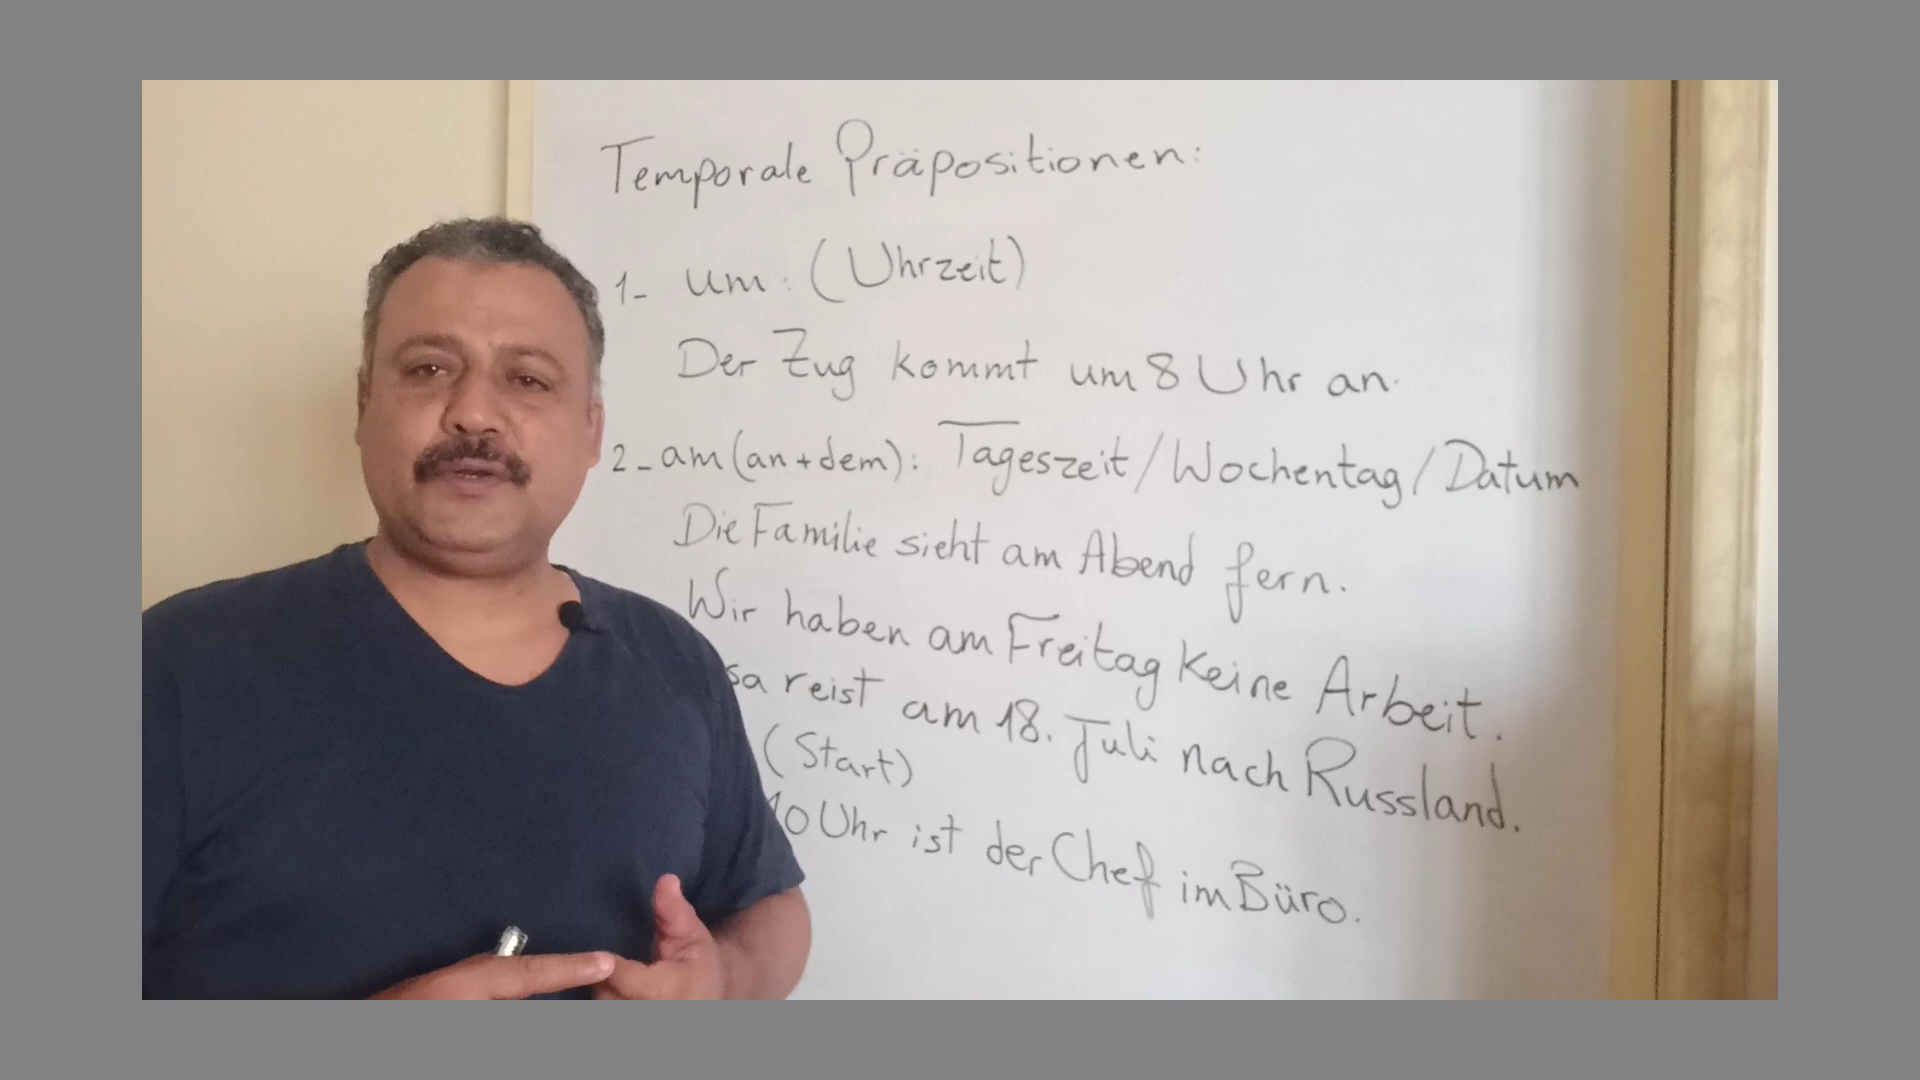 Temporale Präpositionen:
1- um: (Uhrzeit)
Der Zug kommt um 8 Uhr an.
2- am (an+dem): Tageszeit/Wochentag/Datum
Die Familie sieht am Abend fern.
Wir haben am Freitag keine Arbeit.
reist am 18. Juli nach Russland.
(Start)
10 Uhr ist der Chef im Büro.